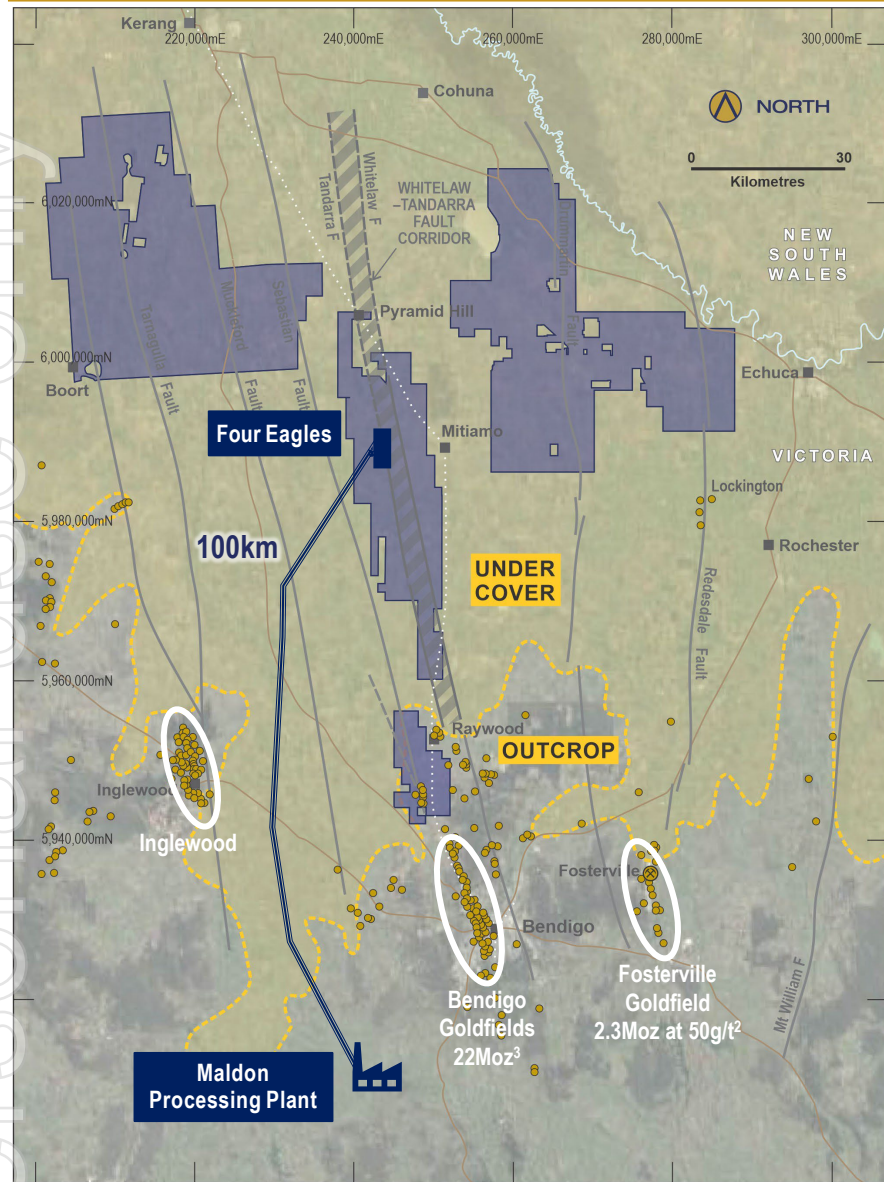 Kerang
220,000mE
240,000mE
260,000mE
280,000mE
300,000mE
Cohuna
NORTH
0
30
Kilometres
Whitelaw F
Tandarra F
WHITELAW
–TANDARRA
FAULT
CORRIDOR
6,020,000mN
NEW
SOUTH
WALES
Tarnagulla
Fault
Muckleford
Fault
Sebastian
Fault
Fault
Pyramid Hill
6,000,000mN
Boort
Echuca
Four Eagles
Mitiamo
VICTORIA
Lockington
5,980,000mN
100km
Rochester
UNDER
COVER
Redesdale
Fault
5,960,000mN
Raywood
OUTCROP
Inglewood
Inglewood
5,940,000mN
Fosterville
Bendigo
Mt William F
Bendigo
Goldfields
22Moz³
Fosterville
Goldfield
2.3Moz at 50g/t²
Maldon
Processing Plant